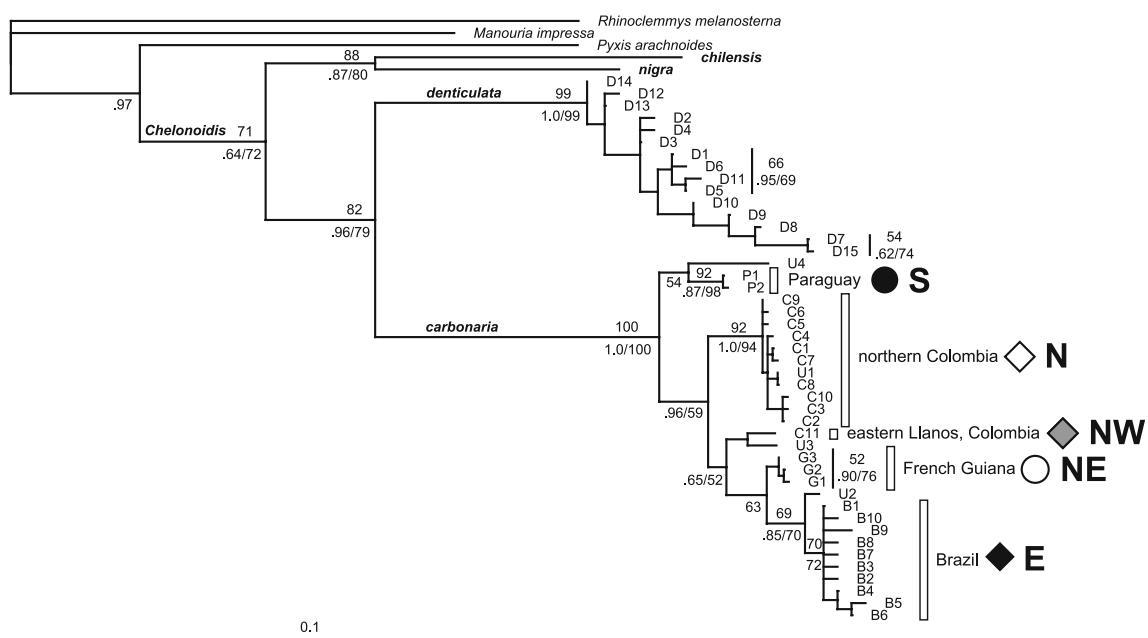 Rhinoclemmys melanosterna
Manouria impressa
Pyxis arachnoides
88
chilensis
.87/80
nigra
.97
Chelonoidis
71
.64/72
denticulata
99
1.0/99
D14
D12
D13
D2
D4
D3
D1
D6
D11
D5
66
.95/69
D10
D9
D8
D7
D15
54
.62/74
82
.96/79
U4
54
92
.87/98
P1
P2
Paraguay
S
carbonaria
100
1.0/100
C9
C6
C5
C4
C1
C7
U1
C8
C10
C3
C2
92
1.0/94
northern Colombia
N
.96/59
C11
eastern Llanos, Colombia
NW
U3
G3
G2
G1
52
.90/76
French Guiana
NE
.65/52
63
69
.85/70
U2
B1
B10
B9
B8
B7
B3
B2
B4
B5
B6
70
72
Brazil
E
0.1